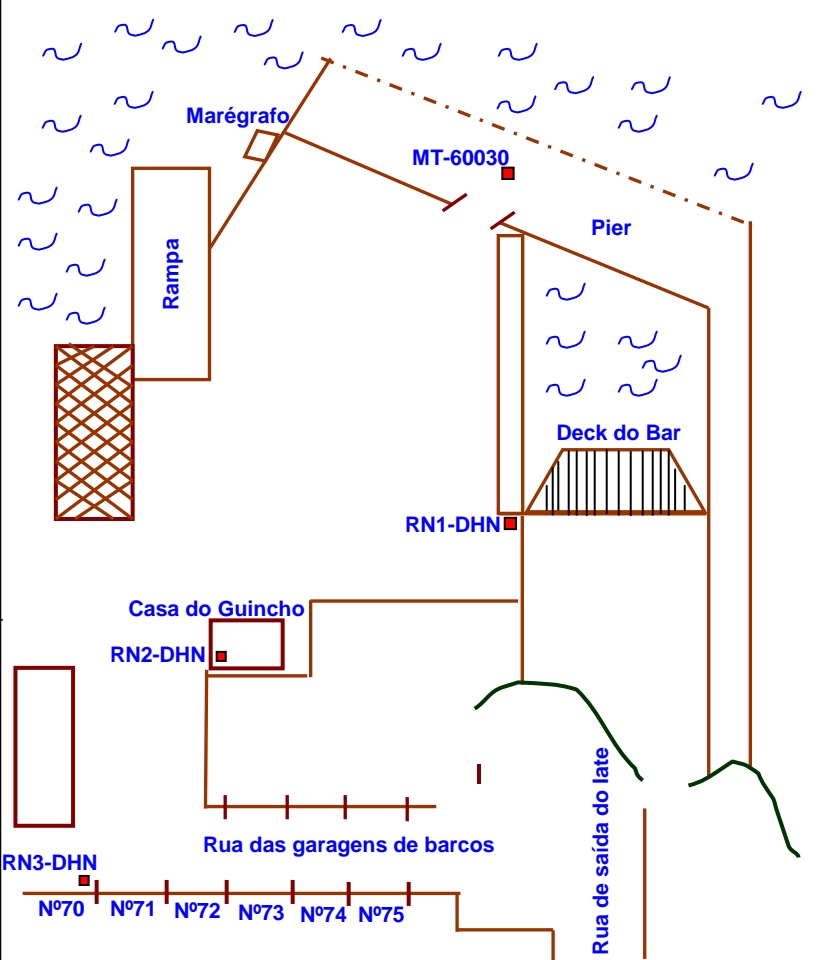 Marégrafo
MT-60030
Pier
Rampa
Deck do Bar
RN1-DHN
Casa do Guincho
RN2-DHN
Rua de saída do Iate
Rua das garagens de barcos
RN3-DHN
Nº70 Nº71 Nº72 Nº73 Nº74 Nº75